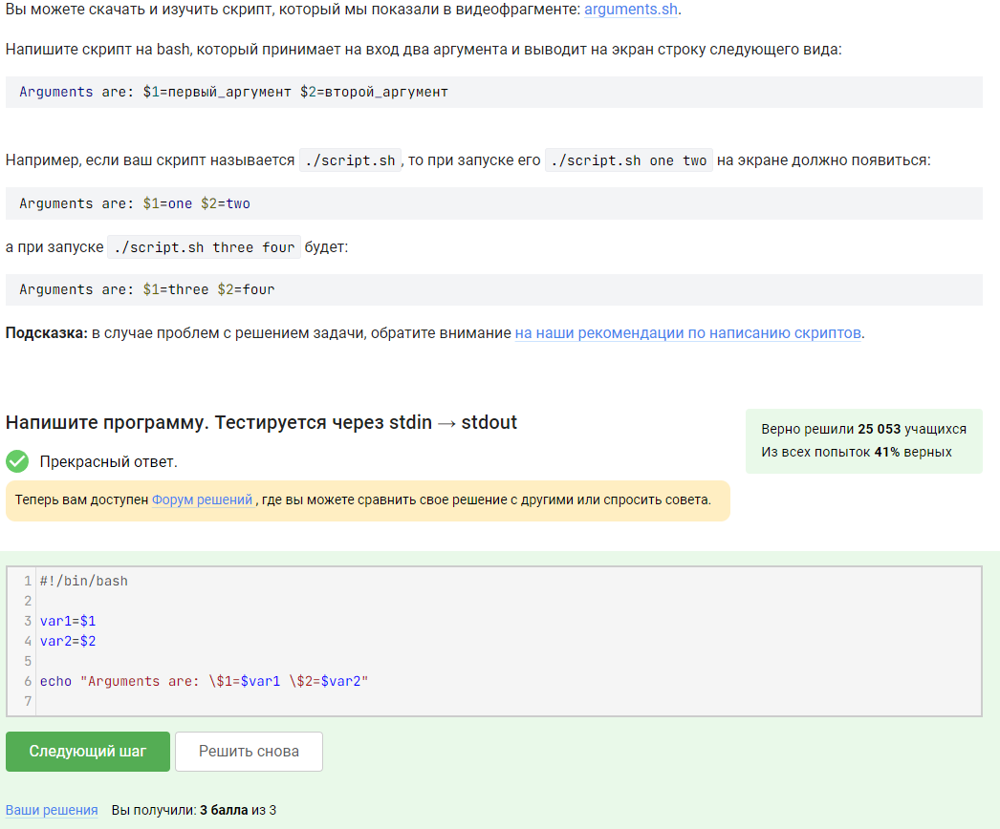 Вы можете скачать и изучить скрипт, который мы показали в видеофрагменте: arguments.sh.
Напишите скрипт на bash, который принимает на вход два аргумента и выводит на экран строку следующего вида:
Arguments are: $1=первый_аргумент $2=второй_аргумент
Например, если ваш скрипт называется ./script.sh , то при запуске его ./script.sh one two на экране должно появиться:
Arguments are: $1=one $2=two
а при запуске ./script.sh three four будет:
Arguments are: $1=three $2=four
Подсказка: в случае проблем с решением задачи, обратите внимание на наши рекомендации по написанию скриптов.
Напишите программу. Тестируется через stdin → stdout
Верно решили 25 053 учащихся
Из всех попыток 41% верных
Прекрасный ответ.
Теперь вам доступен Форум решений , где вы можете сравнить свое решение с другими или спросить совета.
1 #!/bin/bash
2
3 var1=$1
4 var2=$2
5
6 echo "Arguments are: \$1=$var1 \$2=$var2"
7
Следующий шаг Решить снова
Ваши решения Вы получили: 3 балла из 3